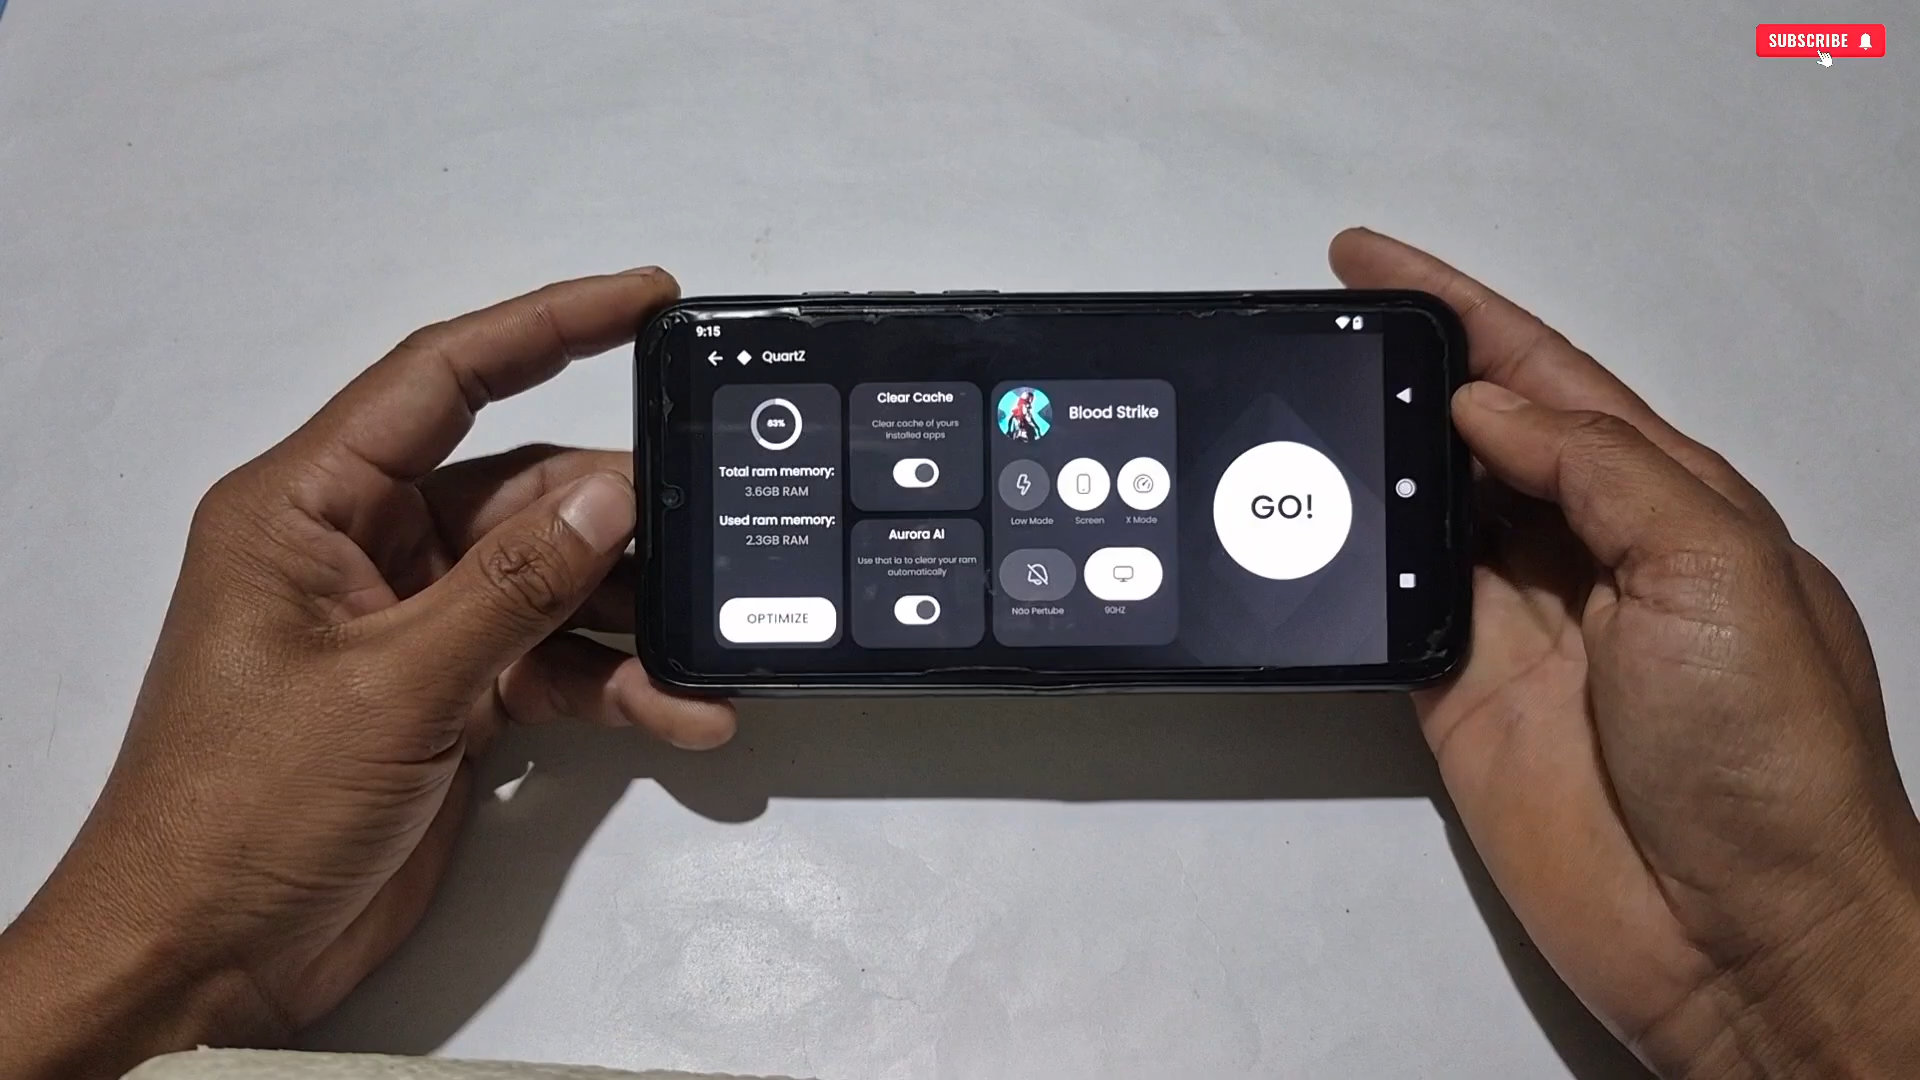 SUBSCRIBE
9:15
QuartZ
63%
Total ram memory:
3.6GB RAM
Used ram memory:
2.3GB RAM
OPTIMIZE
Clear Cache
Clear cache of yours
installed apps
Aurora AI
Use that ia to clear your ram
automatically
Blood Strike
Low Mode
Screen
X Mode
Não Pertube
90HZ
GO!